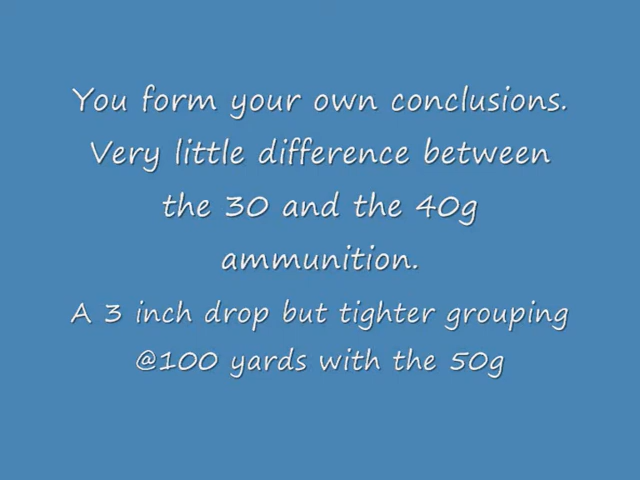 You form your own conclusions.
Very little difference between
the 30 and the 40g
ammunition.
A 3 inch drop but tighter grouping
@100 yards with the 50g